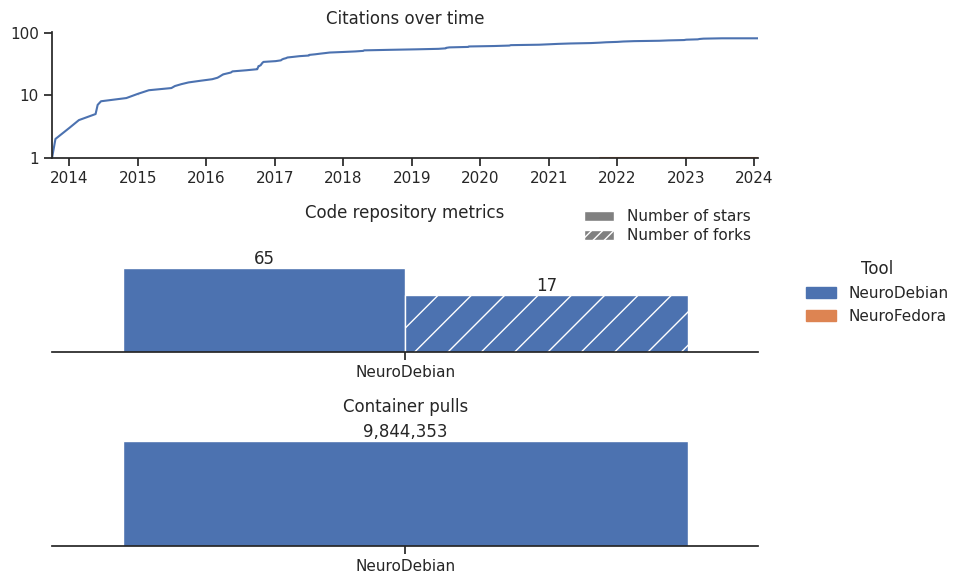 Citations over time
100
10
1
2014 2015 2016 2017 2018 2019 2020 2021 2022 2023 2024
Code repository metrics
Number of stars
Number of forks
65
17
NeuroDebian
Tool
NeuroDebian
NeuroFedora
Container pulls
9,844,353
NeuroDebian